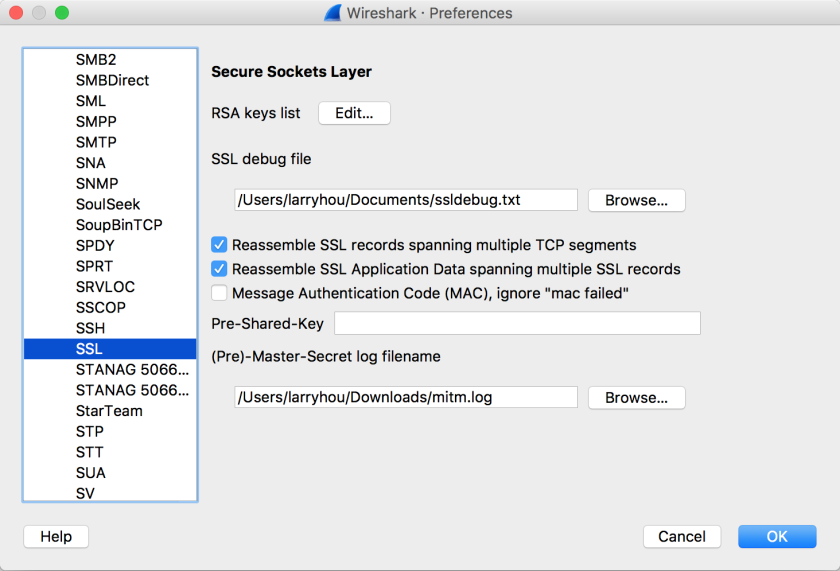 Wireshark · Preferences
SMB2
SMBDirect
SML
SMPP
SMTP
SNA
SNMP
SoulSeek
SoupBinTCP
SPDY
SPRT
SRVLOC
SSCOP
SSH
SSL
STANAG 5066...
STANAG 5066...
StarTeam
STP
STT
SUA
SV
Secure Sockets Layer
RSA keys list Edit...
SSL debug file
/Users/larryhou/Documents/ssldebug.txt Browse...
Reassemble SSL records spanning multiple TCP segments
Reassemble SSL Application Data spanning multiple SSL records
Message Authentication Code (MAC), ignore "mac failed"
Pre-Shared-Key
(Pre)-Master-Secret log filename
/Users/larryhou/Downloads/mitm.log Browse...
Help Cancel OK